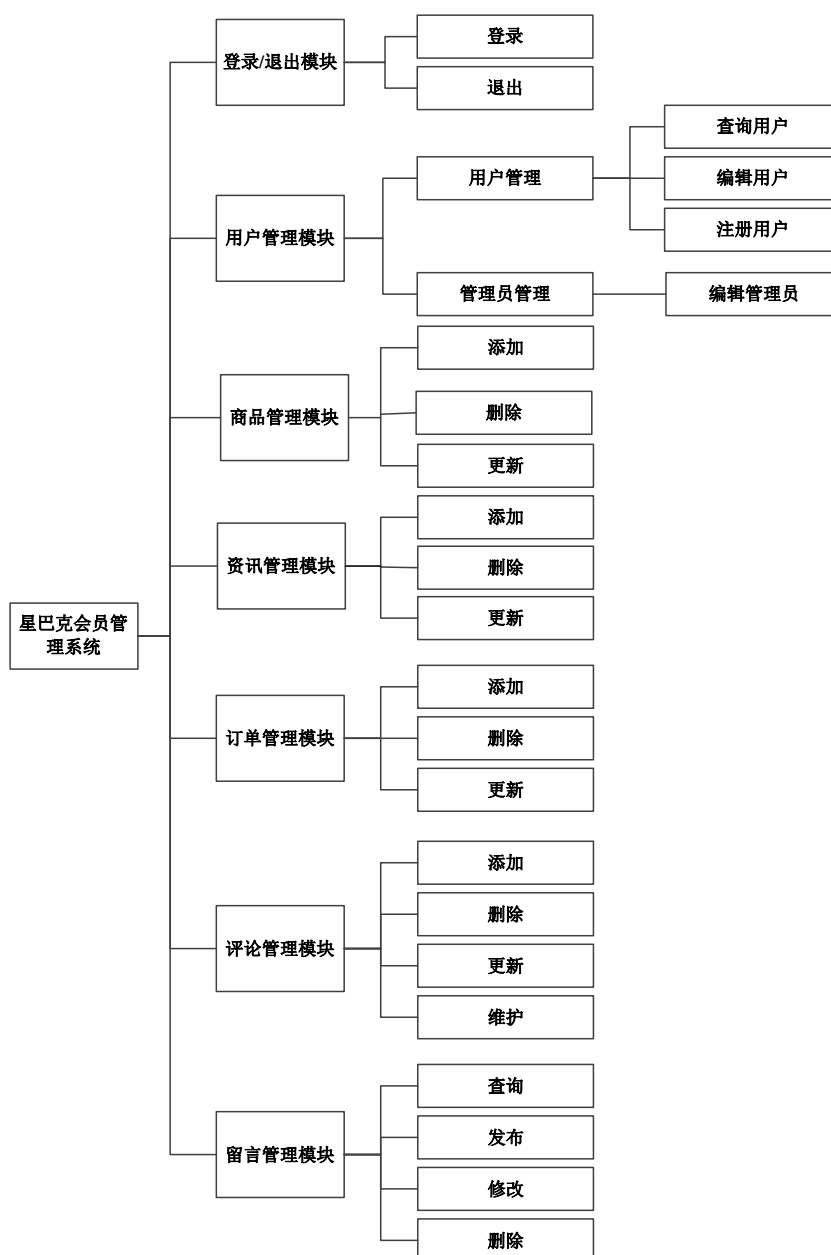 登录/退出模块
登录
退出
用户管理模块
用户管理
查询用户
编辑用户
注册用户
管理员管理
编辑管理员
商品管理模块
添加
删除
更新
资讯管理模块
添加
删除
更新
星巴克会员管
理系统
订单管理模块
添加
删除
更新
评论管理模块
添加
删除
更新
维护
留言管理模块
查询
发布
修改
删除